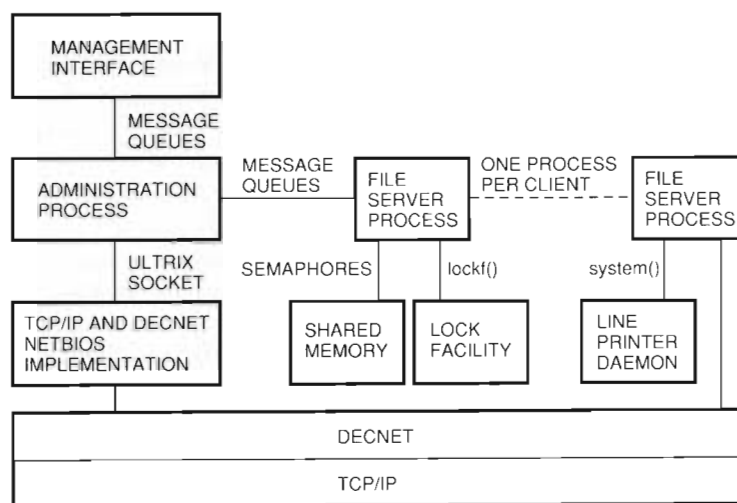 MANAGEMENT
INTERFACE
MESSAGE
QUEUES
ADMINISTRATION
PROCESS
MESSAGE
QUEUES
FILE
SERVER
PROCESS
ONE PROCESS
PER CLIENT
FILE
SERVER
PROCESS
ULTRIX
SOCKET
SEMAPHORES
lockf()
system()
TCP/IP AND DECNET
NETBIOS
IMPLEMENTATION
SHARED
MEMORY
LOCK
FACILITY
LINE
PRINTER
DAEMON
DECNET
TCP/IP